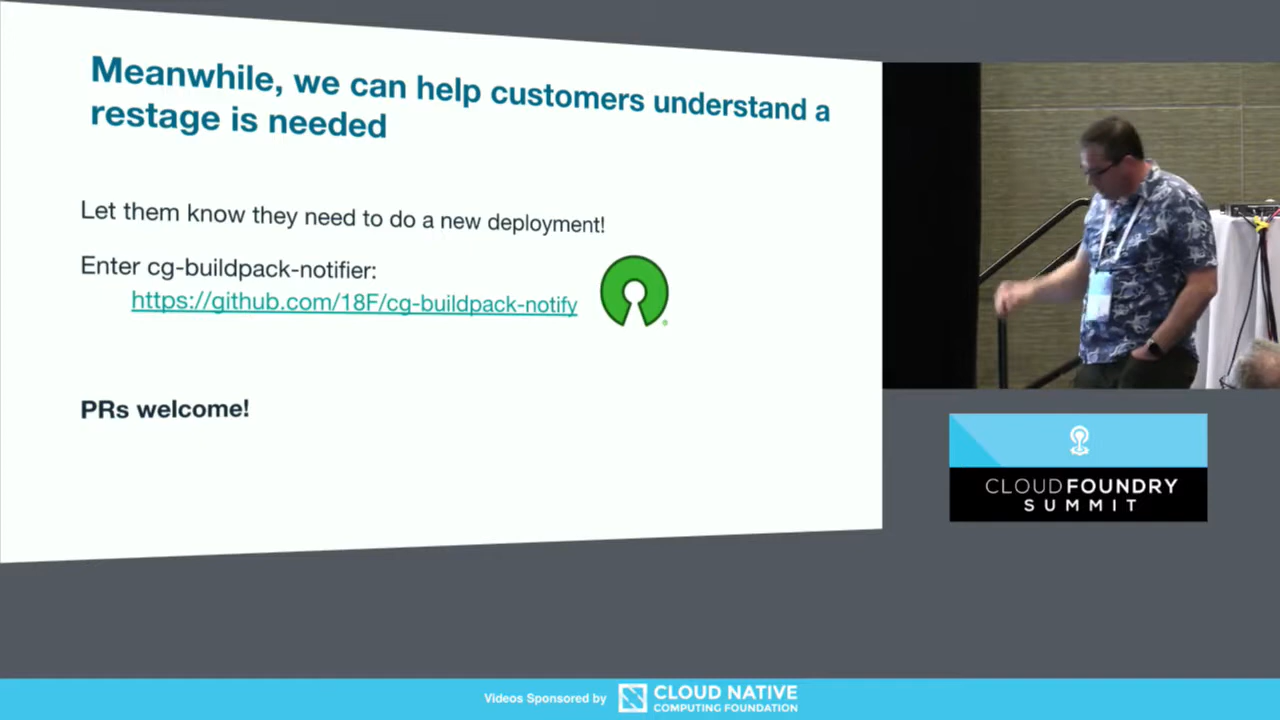 Meanwhile, we can help customers understand a
restage is needed
Let them know they need to do a new deployment!
Enter cg-buildpack-notifier:
https://github.com/18F/cg-buildpack-notify
PRs welcome!
CLOUD FOUNDRY
SUMMIT
Videos Sponsored by
CLOUD NATIVE
COMPUTING FOUNDATION